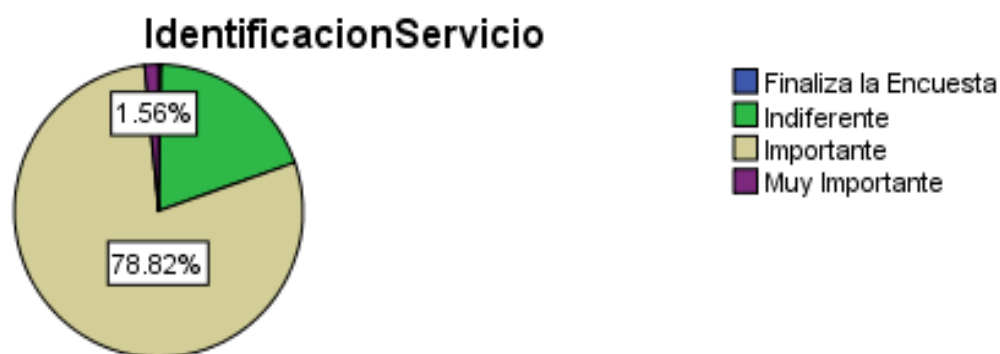 IdentificacionServicio
1.56%
78.82%
Finaliza la Encuesta
Indiferente
Importante
Muy Importante